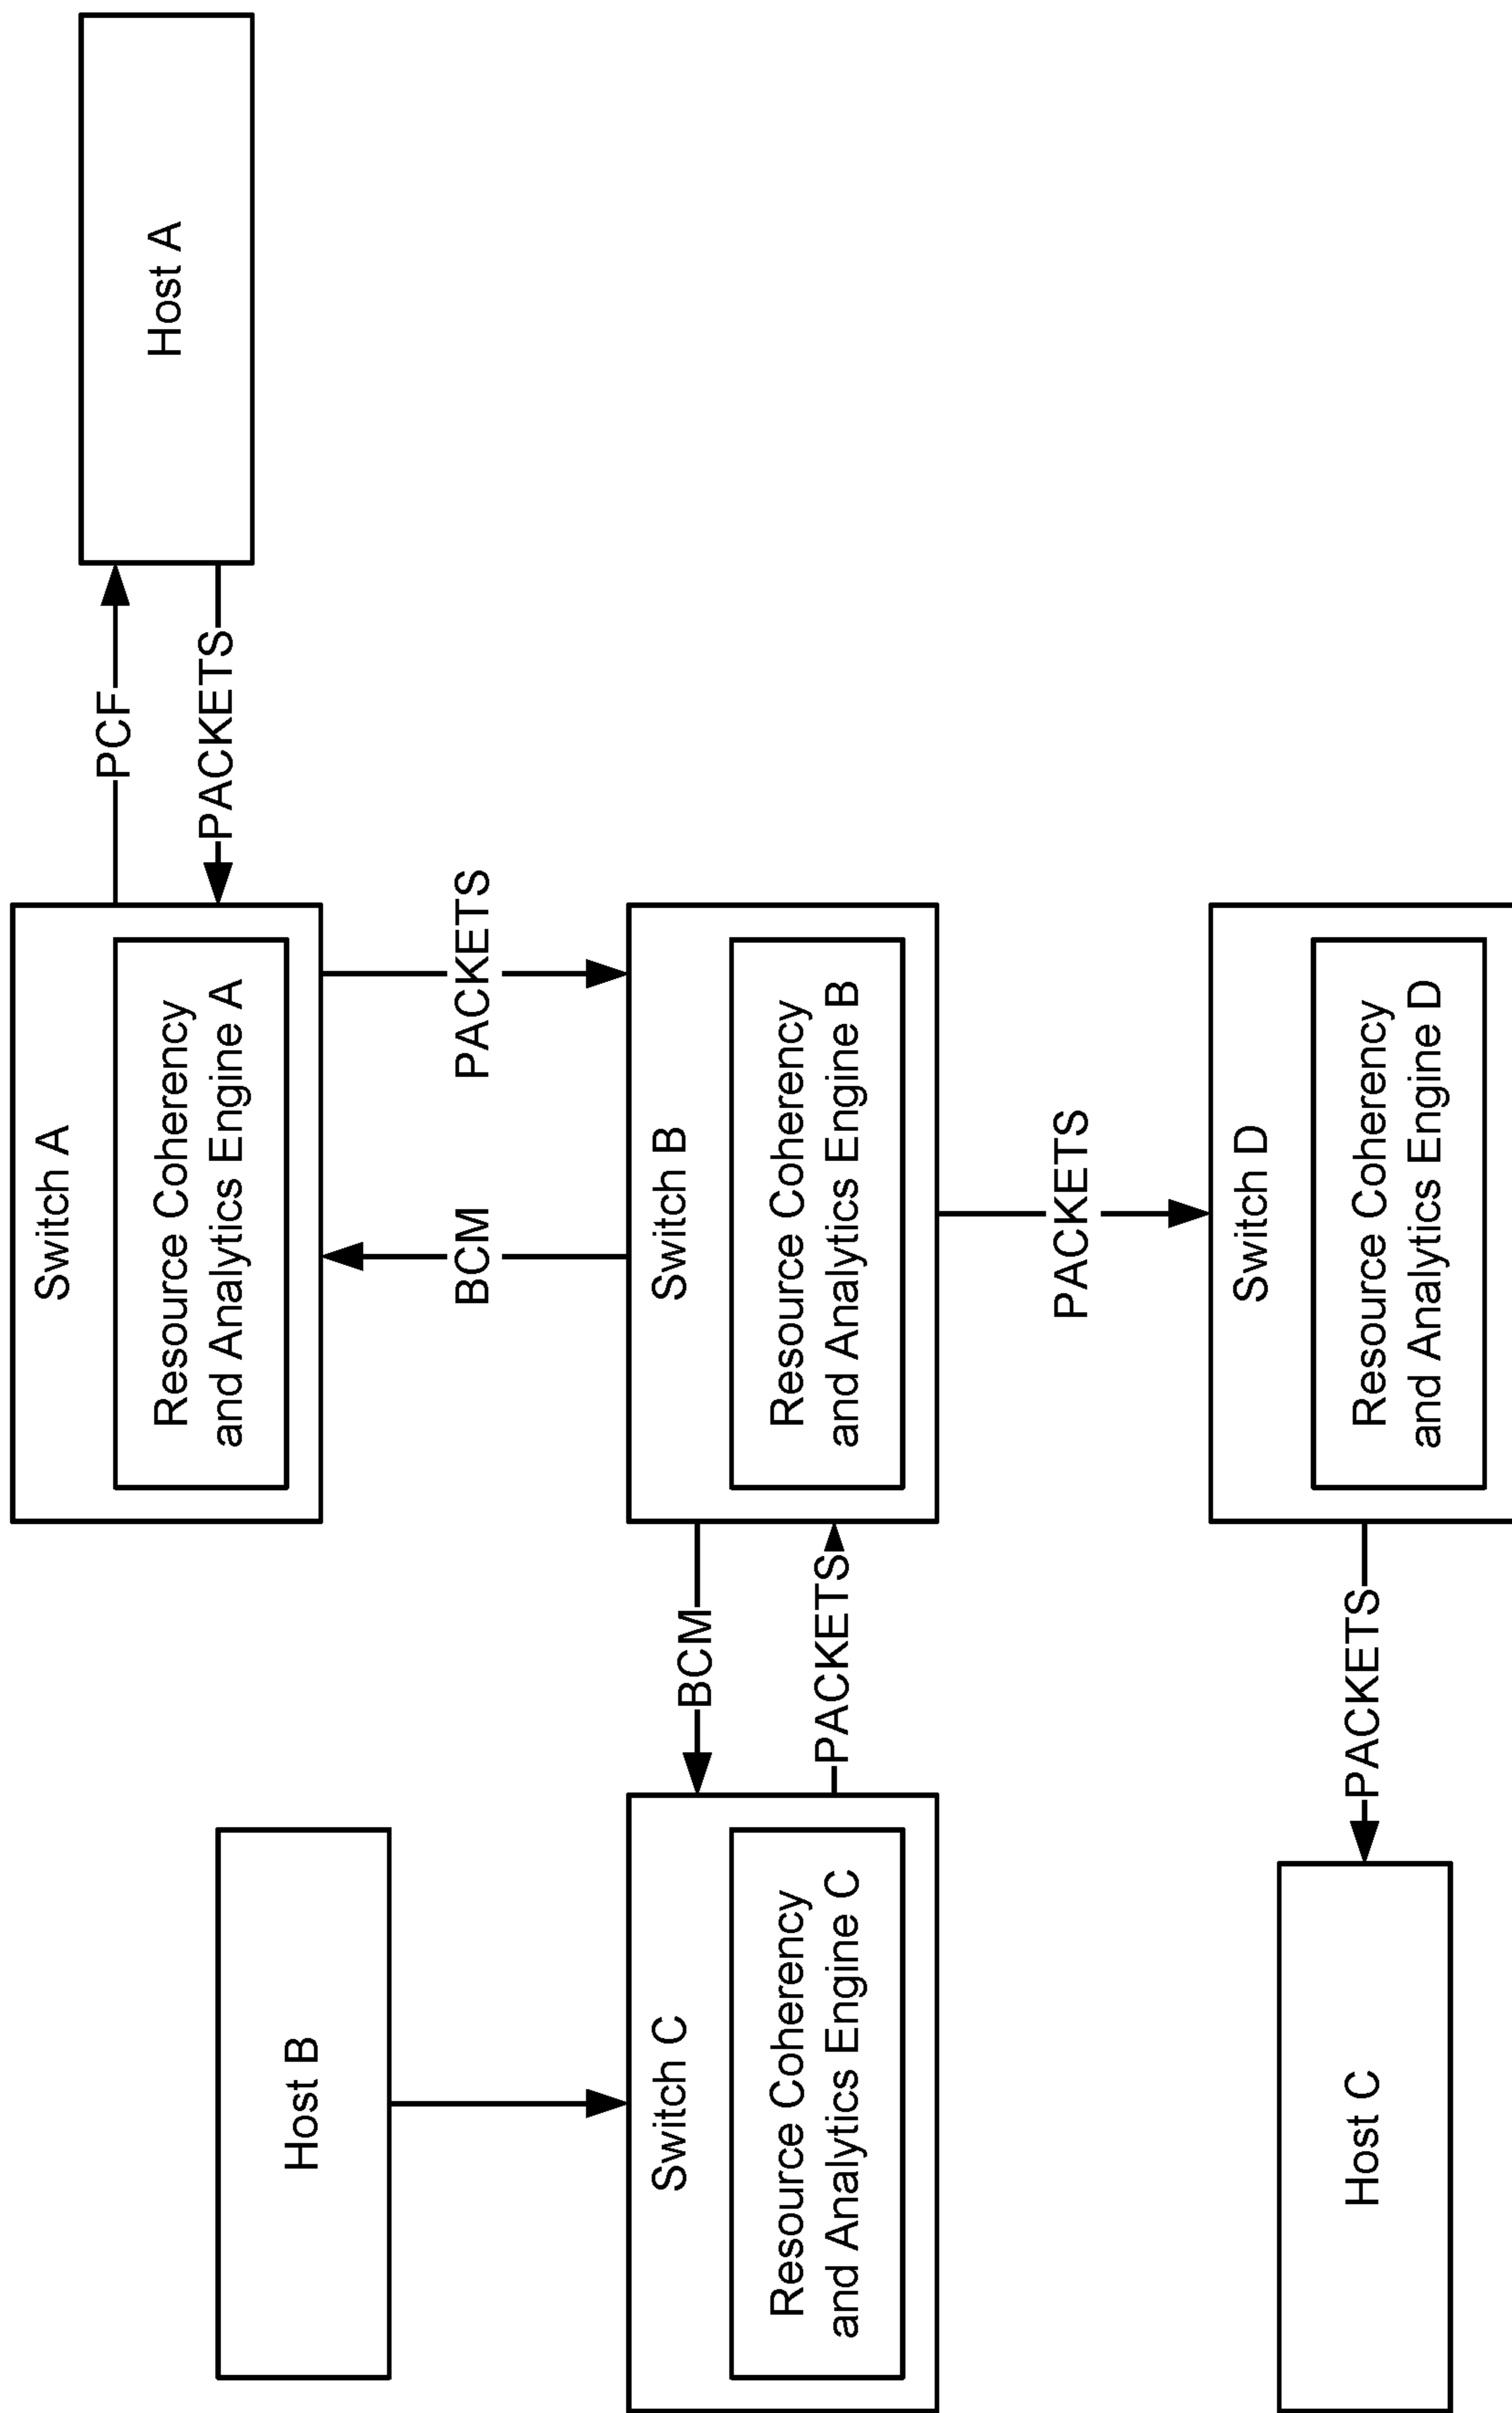 Switch A
Resource Coherency
and Analytics Engine A
PCF
PACKETS
Host A
Host B
BCM
PACKETS
Switch C
Resource Coherency
and Analytics Engine C
BCM
PACKETS
Switch B
Resource Coherency
and Analytics Engine B
PACKETS
Host C
PACKETS
Switch D
Resource Coherency
and Analytics Engine D